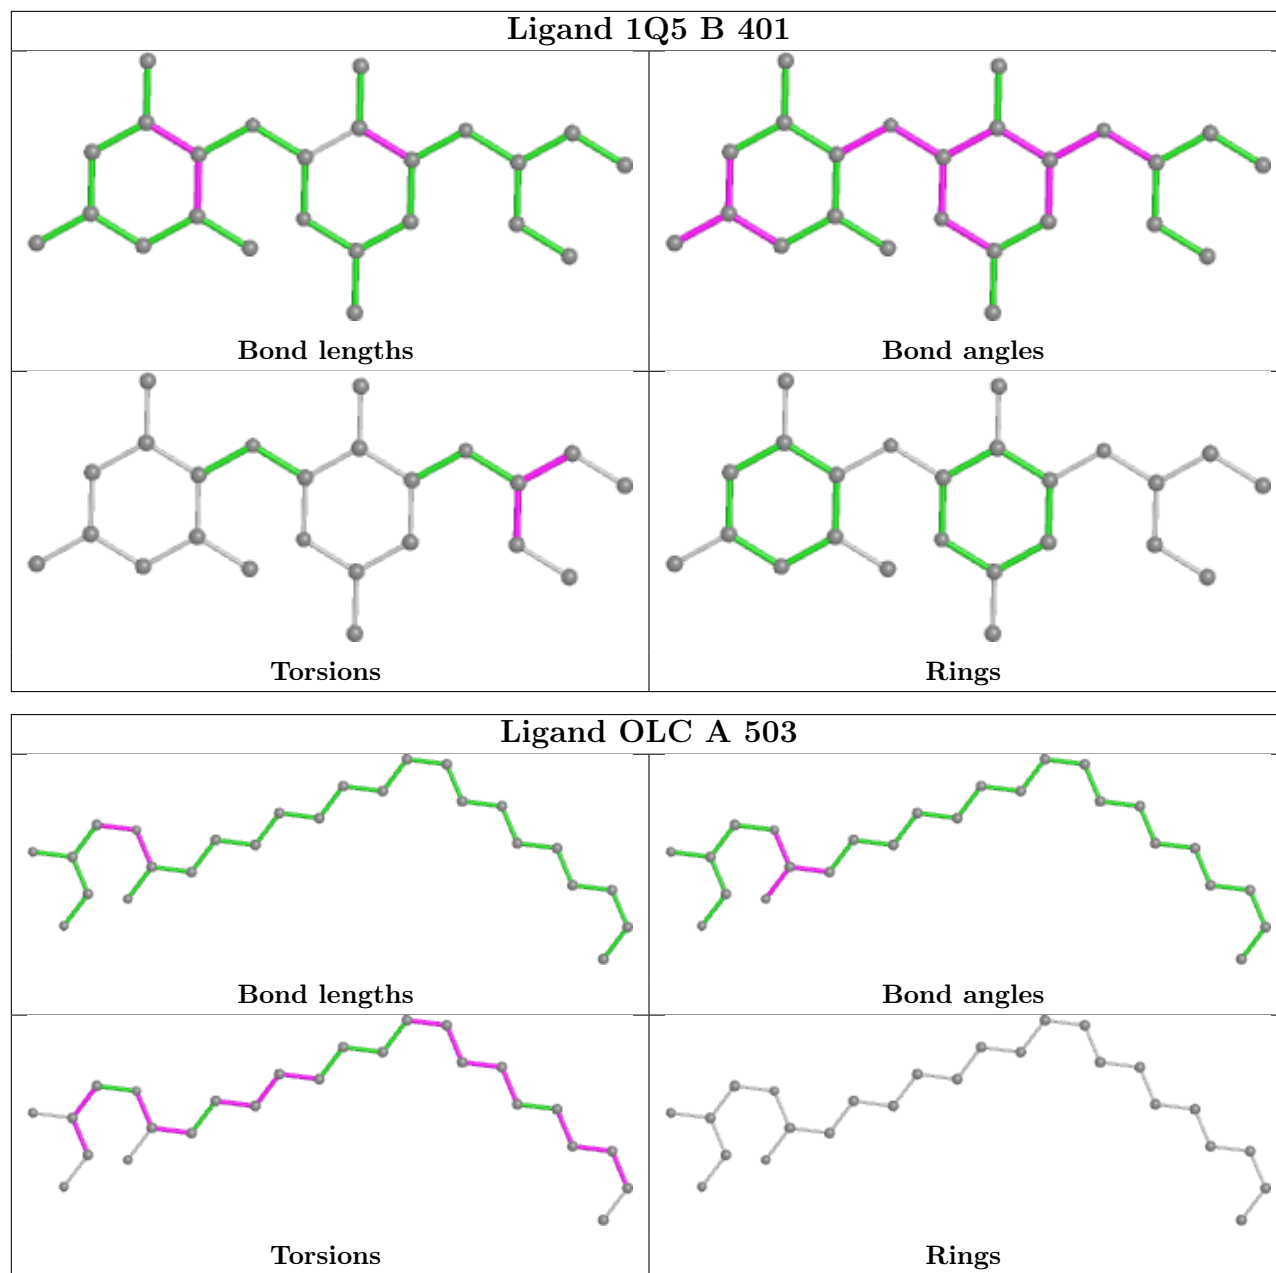 Ligand 1Q5 B 401
Bond lengths
Bond angles
Torsions
Rings
Ligand OLC A 503
Bond lengths
Bond angles
Torsions
Rings